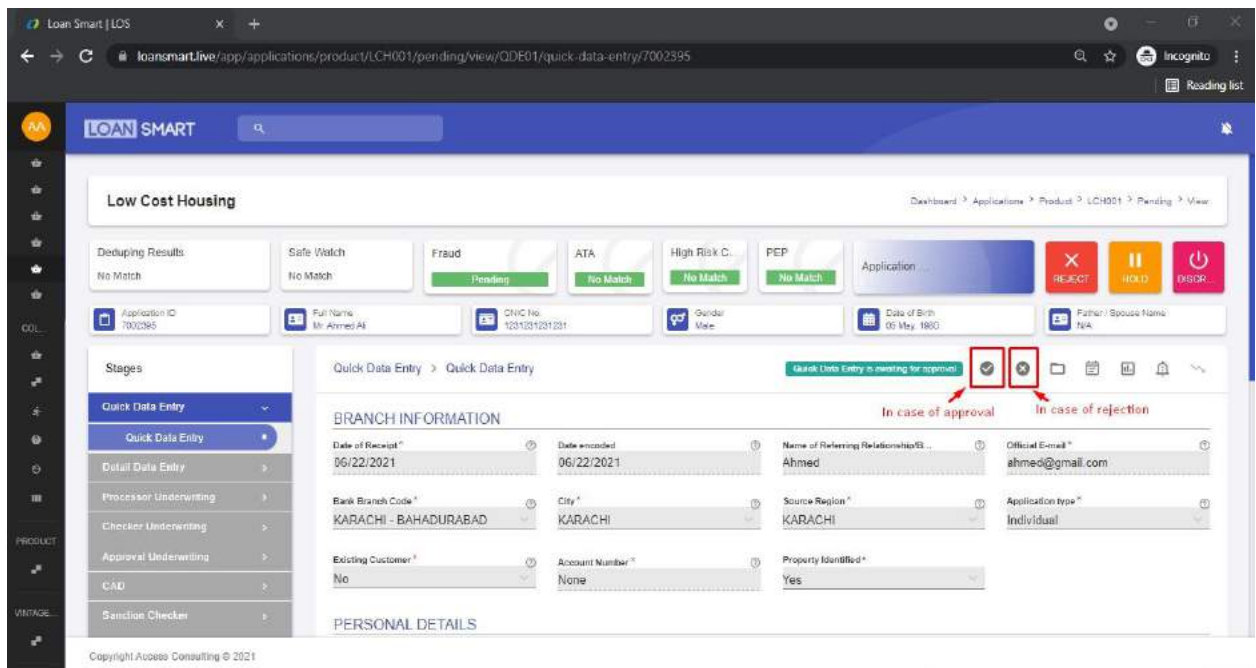 Loan Smart | LOS
loansmart.live/app/applications/product/LCH001/pending/view/QDE01/quick-data-entry/7002395
Incognito
Reading list
AA
LOAN SMART
Low Cost Housing
Dashboard > Applications > Product > LCH001 > Pending > View
Deduping Results
No Match
Safe Watch
No Match
Fraud
Pending
ATA
No Match
High Risk C...
No Match
PEP
No Match
Application ...
REJECT
HOLD
DISCR...
Application ID
7002395
Full Name
Mr. Ahmed Ali
CNIC No.
1231231231231
Gender
Male
Date of Birth
05 May, 1980
Father / Spouse Name
N/A
COL...
PRODUCT
VINTAGE...
Stages
Quick Data Entry
Quick Data Entry
Detail Data Entry
Processor Underwriting
Checker Underwriting
Approval Underwriting
CAD
Sanction Checker
Quick Data Entry > Quick Data Entry
Quick Data Entry is awaiting for approval
In case of approval
In case of rejection
BRANCH INFORMATION
Date of Receipt *
06/22/2021
Date encoded
06/22/2021
Name of Referring Relationship/B...
Ahmed
Official E-mail *
ahmed@gmail.com
Bank Branch Code *
KARACHI - BAHADURABAD
City *
KARACHI
Source Region *
KARACHI
Application type *
Individual
Existing Customer *
No
Account Number *
None
Property Identified *
Yes
PERSONAL DETAILS
Copyright Access Consulting © 2021